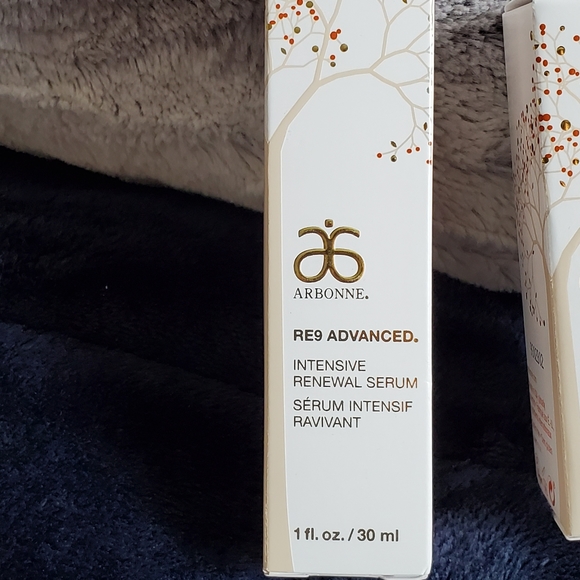 ARBONNE.
RE9 ADVANCED.
INTENSIVE
RENEWAL SERUM
SÉRUM INTENSIF
RAVIVANT
1 fl. oz. / 30 ml